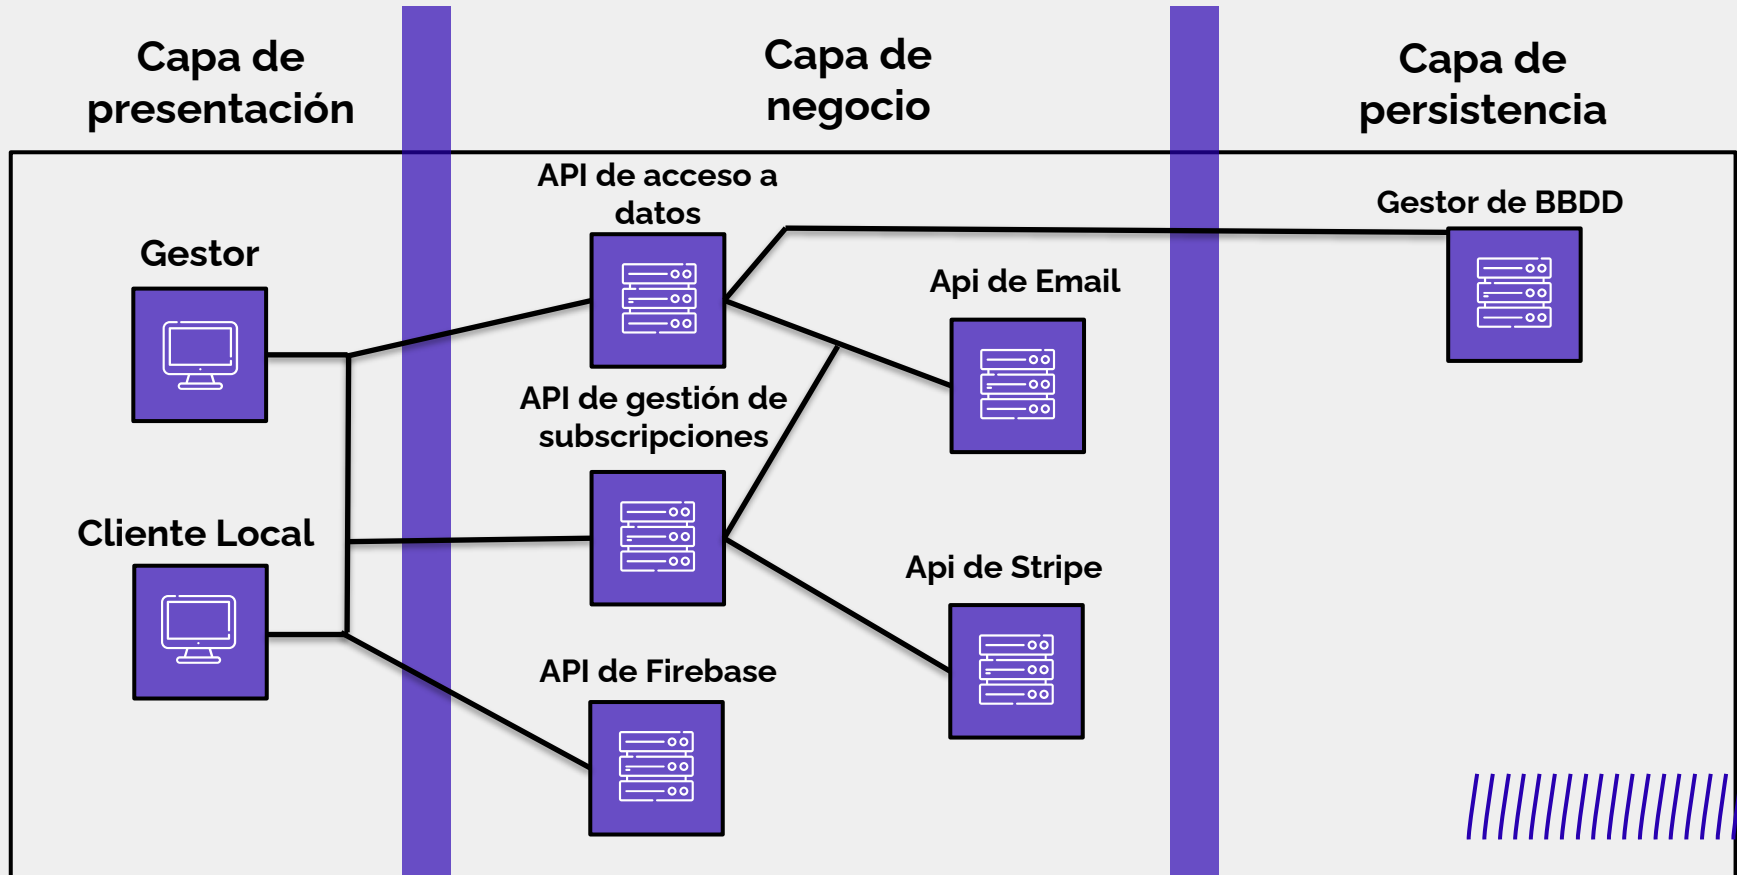 Capa de
presentación
Capa de
negocio
Capa de
persistencia
API de acceso a
datos
Gestor de BBDD
Gestor
Api de Email
API de gestión de
subscripciones
Cliente Local
Api de Stripe
API de Firebase